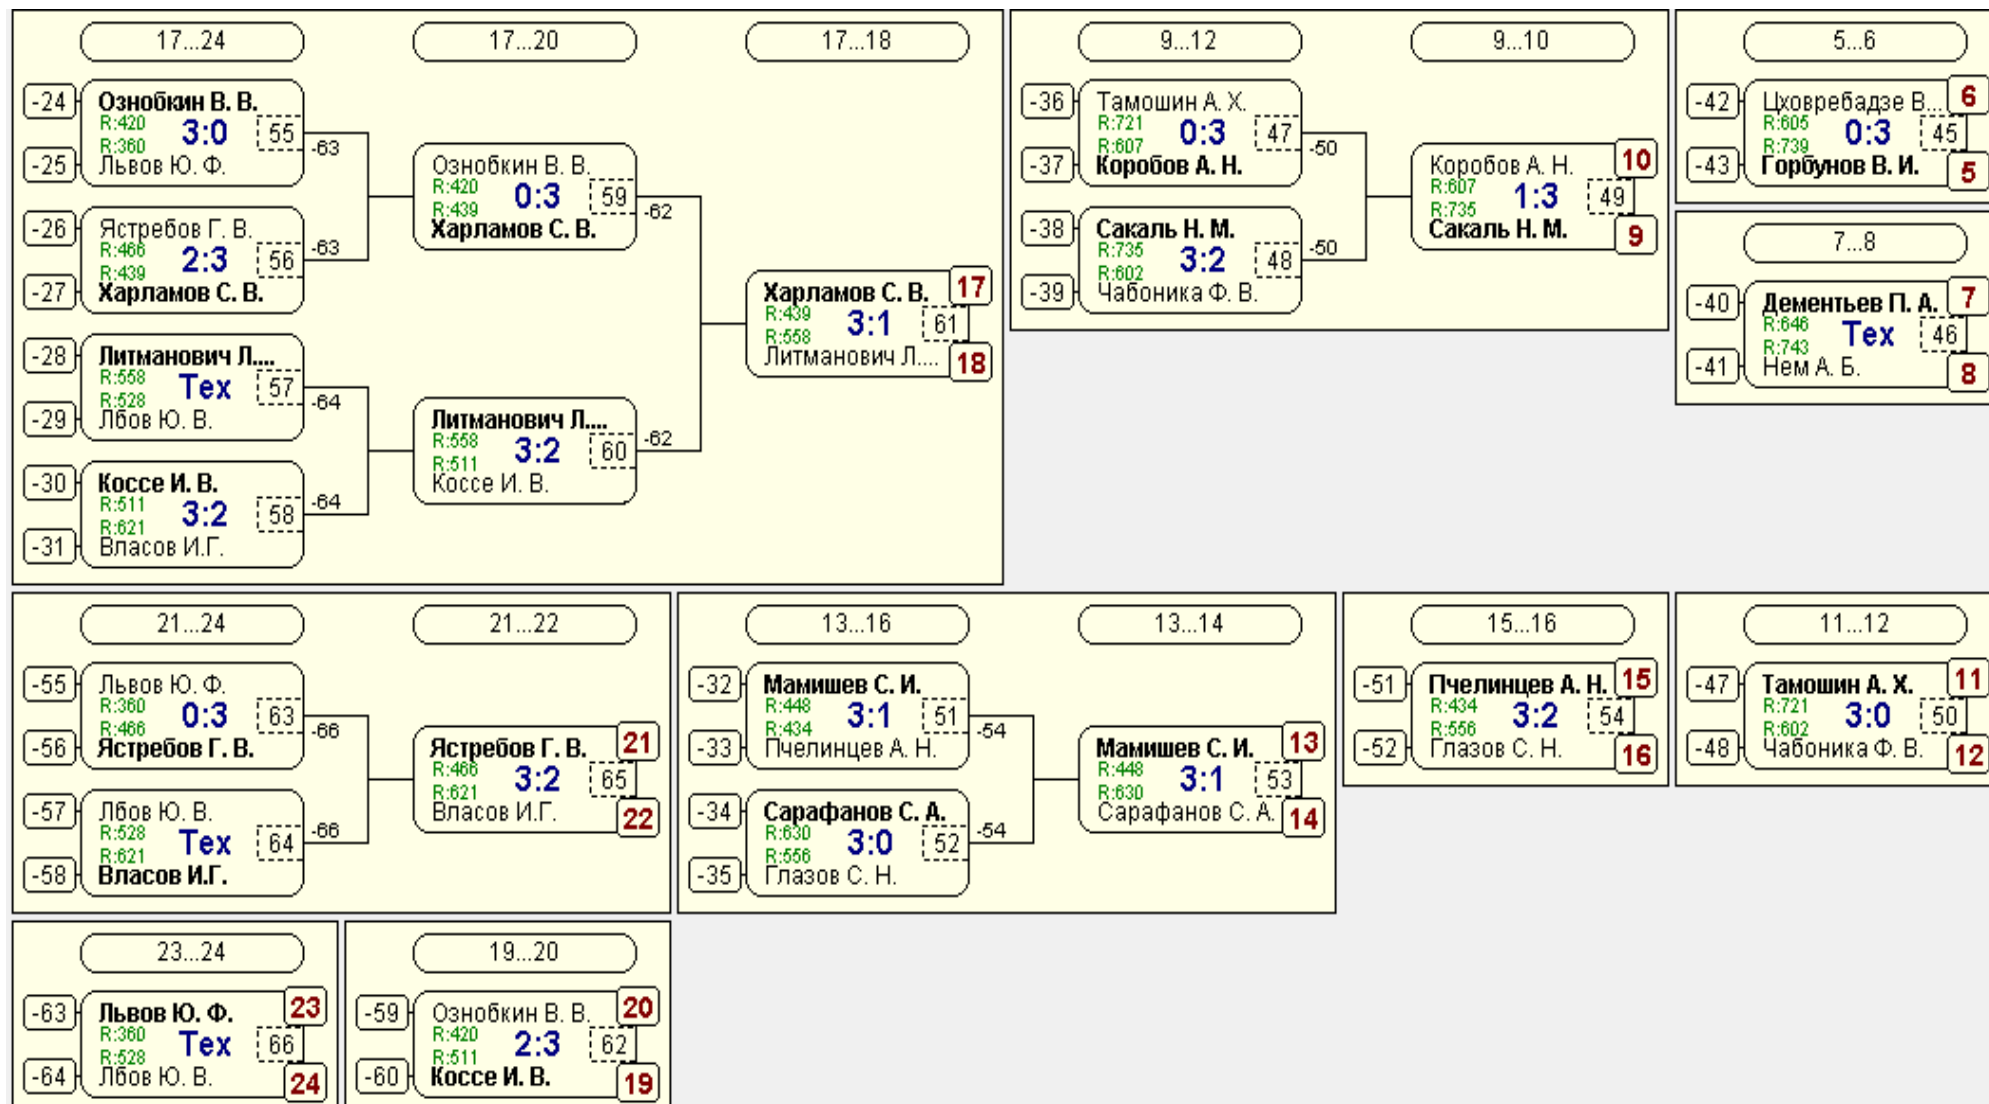 17...24
17...20
17...18
-24
Ознобкин В. В.
R:420
3:0
R:360
55
-63
-25
Львов Ю. Ф.
-26
Ястребов Г. В.
R:466
2:3
R:439
56
-63
-27
Харламов С. В.
-28
Литманович Л....
R:558
Тех
R:528
57
-64
-29
Лбов Ю. В.
-30
Коссе И. В.
R:511
3:2
R:621
58
-64
-31
Власов И.Г.
Ознобкин В. В.
R:420
0:3
R:439
59
-62
Харламов С. В.
Литманович Л....
R:558
3:2
R:511
60
-62
Коссе И. В.
Харламов С. В.
17
R:439
3:1
R:558
61
Литманович Л....
18
9...12
9...10
-36
Тамошин А. Х.
R:721
0:3
R:607
47
-50
-37
Коробов А. Н.
-38
Сакаль Н. М.
R:735
3:2
R:602
48
-50
-39
Чабоника Ф. В.
Коробов А. Н.
10
R:607
1:3
R:735
49
Сакаль Н. М.
9
5...6
-42
Цховребадзе В...
6
R:605
0:3
R:739
45
-43
Горбунов В. И.
5
7...8
-40
Дементьев П. А.
7
R:646
Тех
R:743
46
-41
Нем А. Б.
8
21...24
21...22
-55
Львов Ю. Ф.
R:360
0:3
R:466
63
-66
-56
Ястребов Г. В.
-57
Лбов Ю. В.
R:528
Тех
R:621
64
-66
-58
Власов И.Г.
Ястребов Г. В.
21
R:466
3:2
R:621
65
Власов И.Г.
22
13...16
13...14
-32
Мамишев С. И.
R:448
3:1
R:434
51
-54
-33
Пчелинцев А. Н.
-34
Сарафанов С. А.
R:630
3:0
R:556
52
-54
-35
Глазов С. Н.
Мамишев С. И.
13
R:448
3:1
R:630
53
Сарафанов С. А.
14
15...16
-51
Пчелинцев А. Н.
15
R:434
3:2
R:556
54
-52
Глазов С. Н.
16
11...12
-47
Тамошин А. Х.
11
R:721
3:0
R:602
50
-48
Чабоника Ф. В.
12
23...24
-63
Львов Ю. Ф.
23
R:360
Тех
R:528
66
-64
Лбов Ю. В.
24
19...20
-59
Ознобкин В. В.
20
R:420
2:3
R:511
62
-60
Коссе И. В.
19